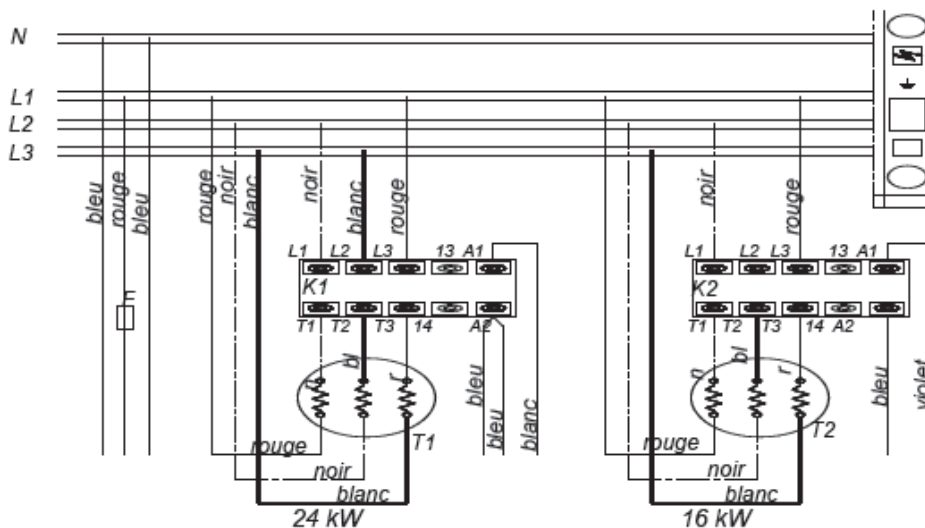 N
L1
L2
L3
bleu
rouge
bleu
rouge
noir
blanc
noir
blanc
rouge
noir
rouge
L1 L2 L3 13 A1
K1
T1 T2 T3 14 A2
L1 L2 L3 13 A1
K2
T1 T2 T3 14 A2
F
n
bl
r
T1
bleu
bleu
blanc
n
bl
r
T2
bleu
violet
rouge
noir
blanc
24 kW
rouge
noir
blanc
16 kW